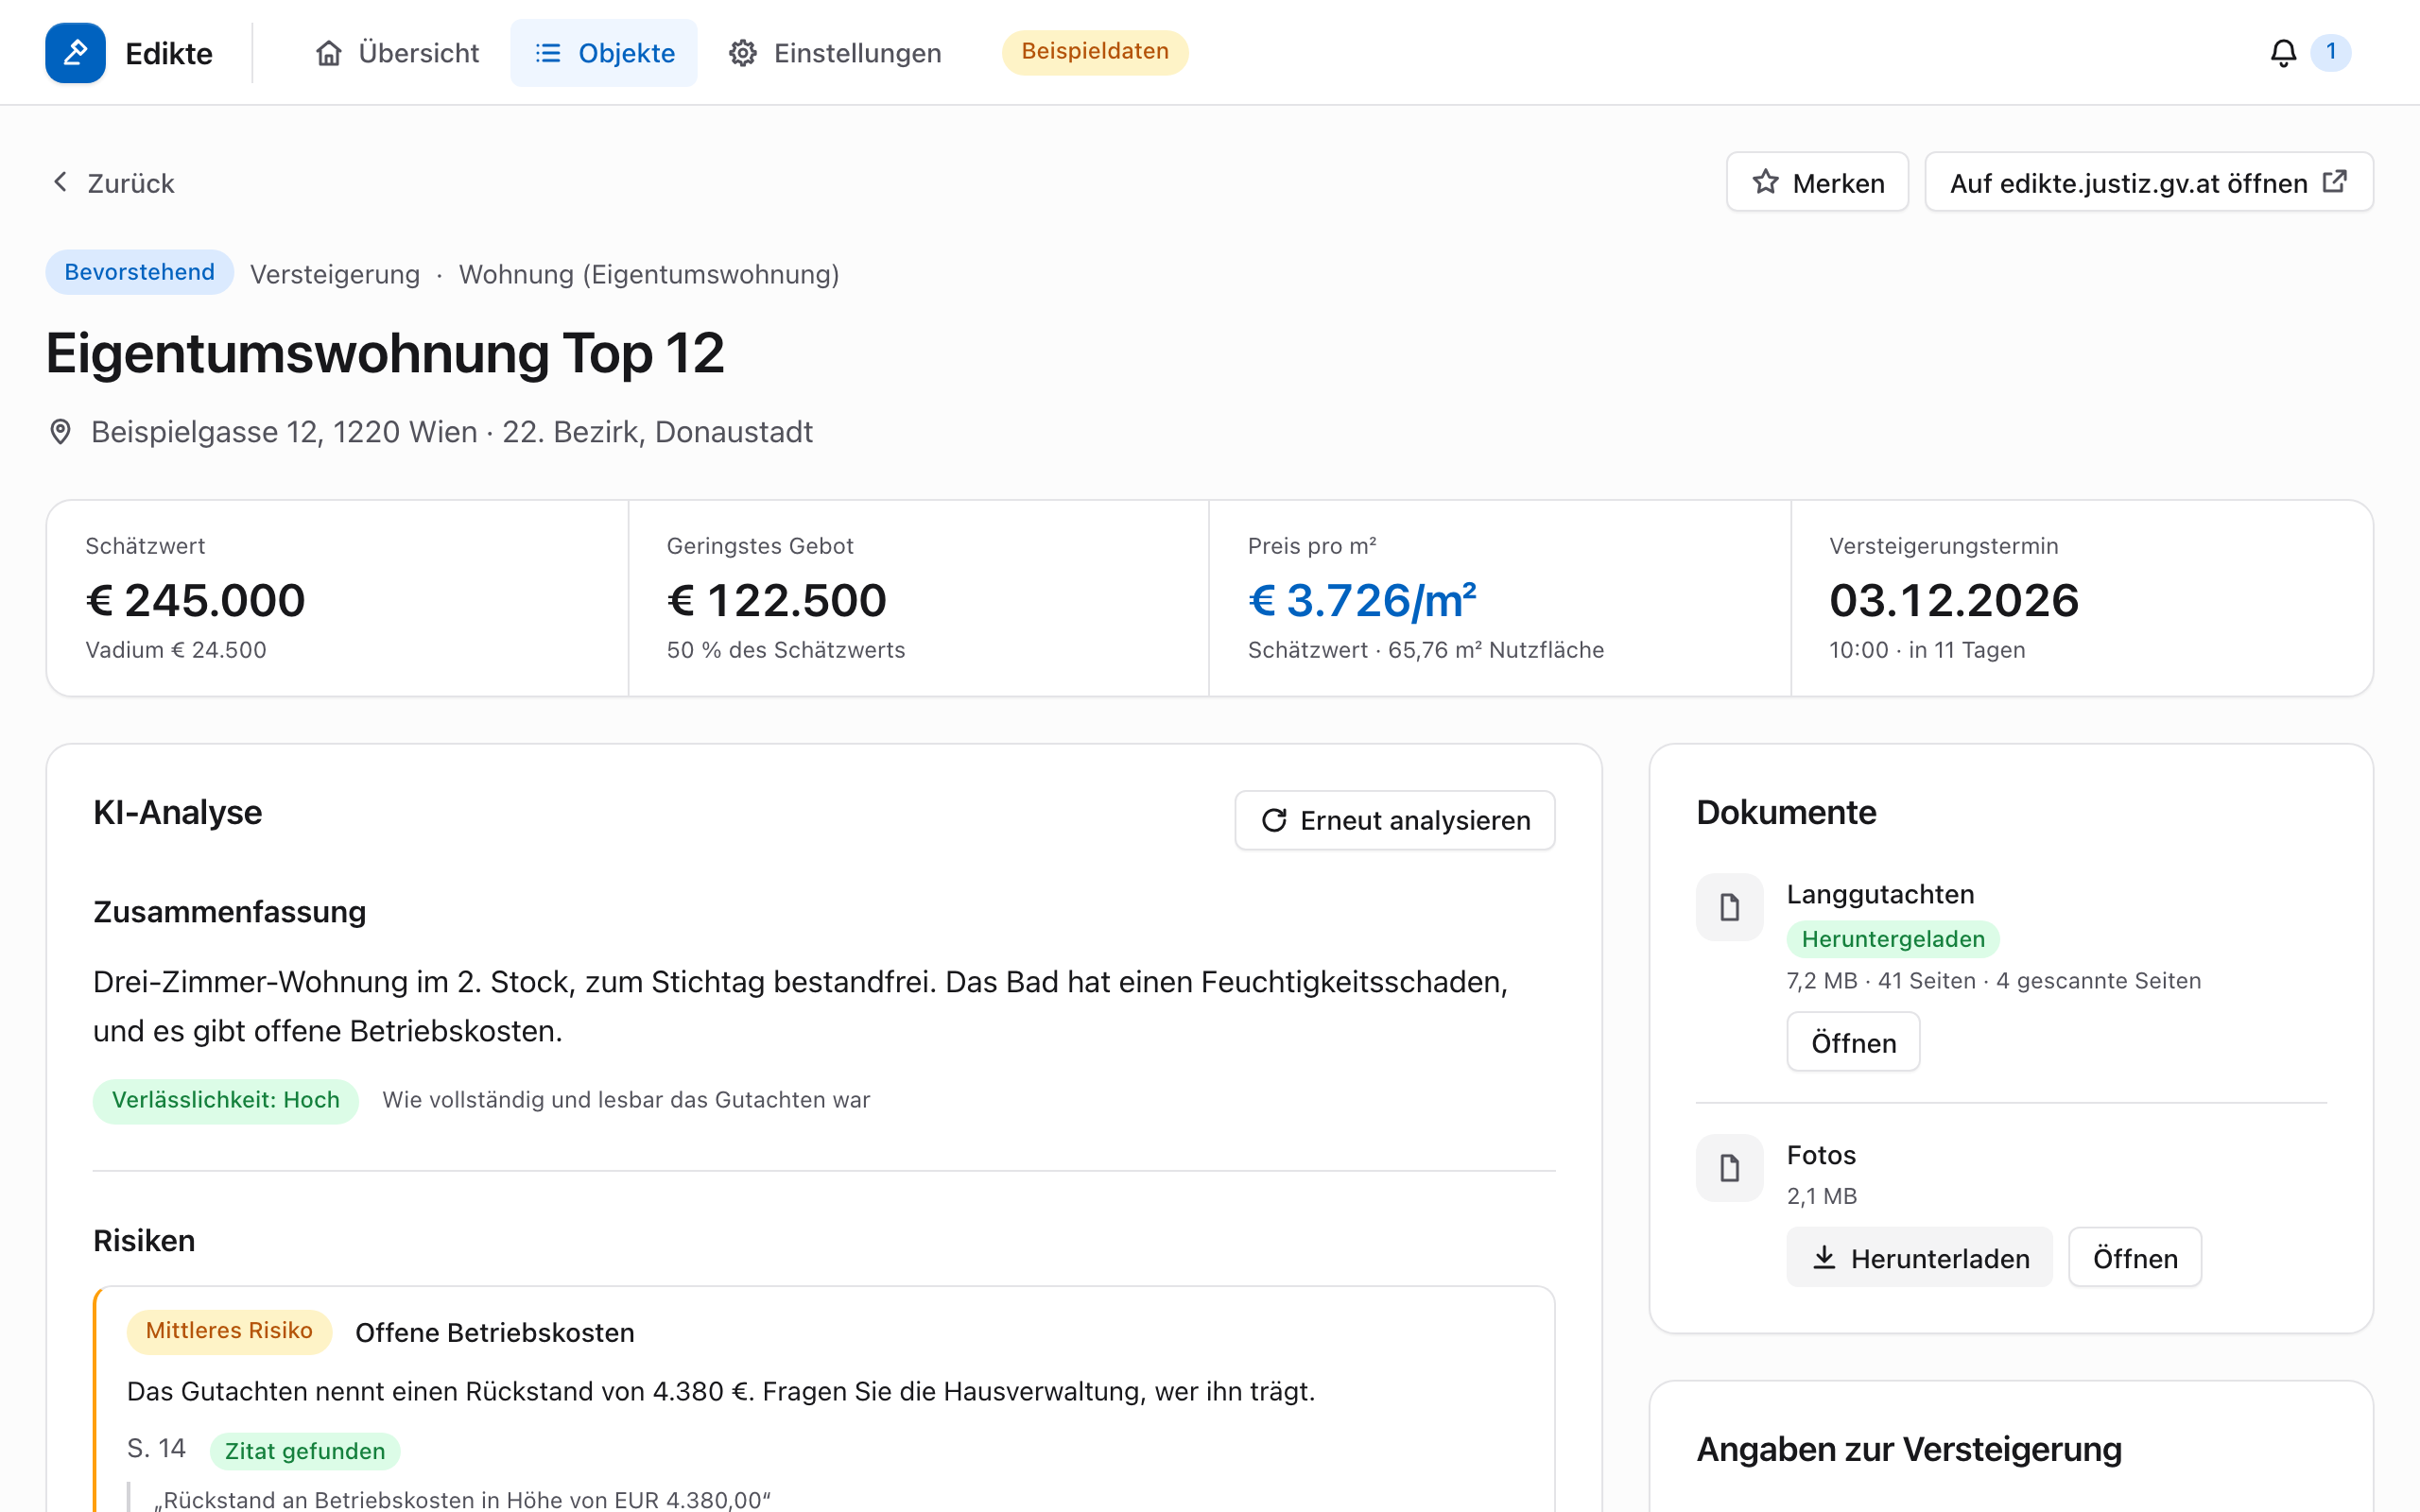 Edikte
Übersicht
Objekte
Einstellungen
Beispieldaten
1
Zurück
Merken
Auf edikte.justiz.gv.at öffnen
Bevorstehend Versteigerung · Wohnung (Eigentumswohnung)
Eigentumswohnung Top 12
Beispielgasse 12, 1220 Wien · 22. Bezirk, Donaustadt
Schätzwert
€ 245.000
Vadium € 24.500
Geringstes Gebot
€ 122.500
50 % des Schätzwerts
Preis pro m²
€ 3.726/m²
Schätzwert · 65,76 m² Nutzfläche
Versteigerungstermin
03.12.2026
10:00 · in 11 Tagen
KI-Analyse
Erneut analysieren
Zusammenfassung
Drei-Zimmer-Wohnung im 2. Stock, zum Stichtag bestandfrei. Das Bad hat einen Feuchtigkeitsschaden,
und es gibt offene Betriebskosten.
Verlässlichkeit: Hoch Wie vollständig und lesbar das Gutachten war
Risiken
Mittleres Risiko Offene Betriebskosten
Das Gutachten nennt einen Rückstand von 4.380 €. Fragen Sie die Hausverwaltung, wer ihn trägt.
S. 14 Zitat gefunden
„Rückstand an Betriebskosten in Höhe von EUR 4.380,00“
Dokumente
Langgutachten
Heruntergeladen
7,2 MB · 41 Seiten · 4 gescannte Seiten
Öffnen
Fotos
2,1 MB
Herunterladen
Öffnen
Angaben zur Versteigerung